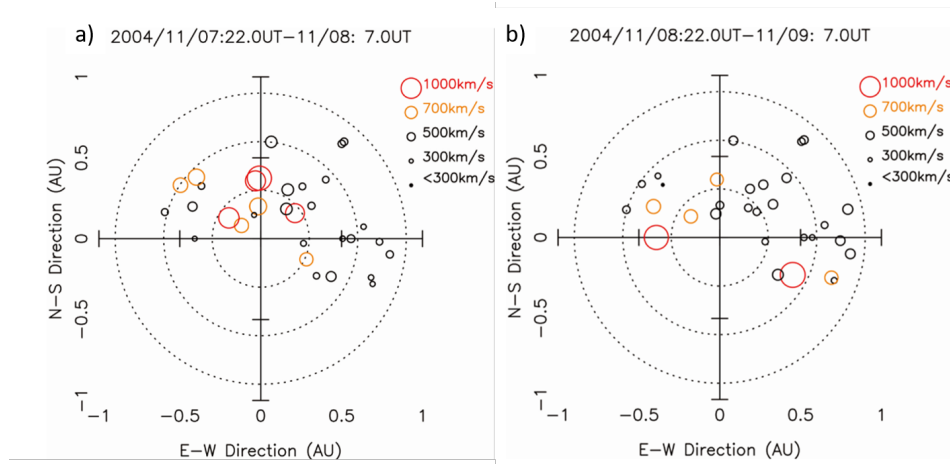 a)
2004/11/07:22.0UT−11/08: 7.0UT
1000km/s
700km/s
500km/s
300km/s
<300km/s
N−S Direction (AU)
1
0.5
0
−0.5
−1
−1 −0.5 0 0.5 1
E−W Direction (AU)
b)
2004/11/08:22.0UT−11/09: 7.0UT
1000km/s
700km/s
500km/s
300km/s
<300km/s
N−S Direction (AU)
1
0.5
0
−0.5
−1
−1 −0.5 0 0.5 1
E−W Direction (AU)